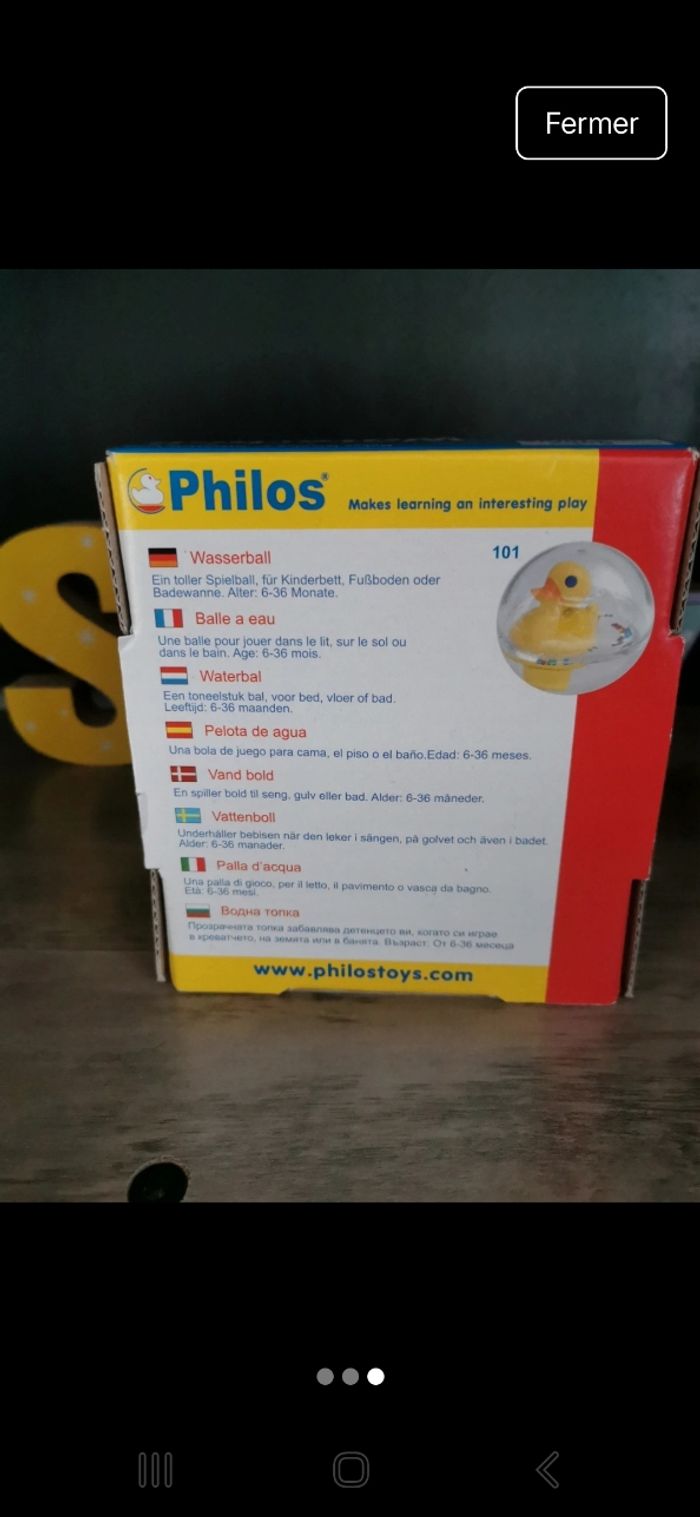 Fermer
Philos®
Makes learning an interesting play
101
Wasserball
Ein toller Spielball, für Kinderbett, Fußboden oder
Badewanne. Alter: 6-36 Monate.
Balle a eau
Une balle pour jouer dans le lit, sur le sol ou
dans le bain. Age: 6-36 mois.
Waterbal
Een toneelstuk bal, voor bed, vloer of bad.
Leeftijd: 6-36 maanden.
Pelota de agua
Una bola de juego para cama, el piso o el baño.Edad: 6-36 meses.
Vand bold
En spiller bold til seng, gulv eller bad. Alder: 6-36 måneder.
Vattenboll
Underhåller bebisen när den leker i sängen, på golvet och även i badet.
Alder: 6-36 manader.
Palla d'acqua
Una palla di gioco, per il letto, il pavimento o vasca da bagno.
Età: 6-36 mesi.
Водна топка
Прозрачната топка забавлява детенцето ви, когато си играе
в креватчето, на земята или в банята. Възраст: От 6-36 месеца
www.philostoys.com